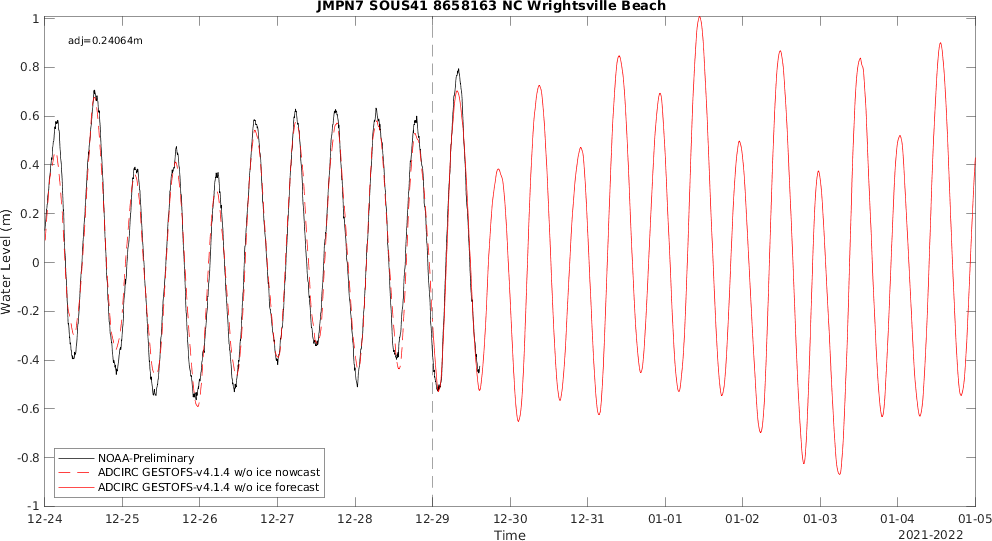 JMPN7 SOUS41 8658163 NC Wrightsville Beach
adj=0.24064m
1
0.8
0.6
0.4
0.2
0
-0.2
-0.4
-0.6
-0.8
-1
Water Level (m)
NOAA-Preliminary
ADCIRC GESTOFS-v4.1.4 w/o ice nowcast
ADCIRC GESTOFS-v4.1.4 w/o ice forecast
12-24 12-25 12-26 12-27 12-28 12-29 12-30 12-31 01-01 01-02 01-03 01-04 01-05
Time
2021-2022